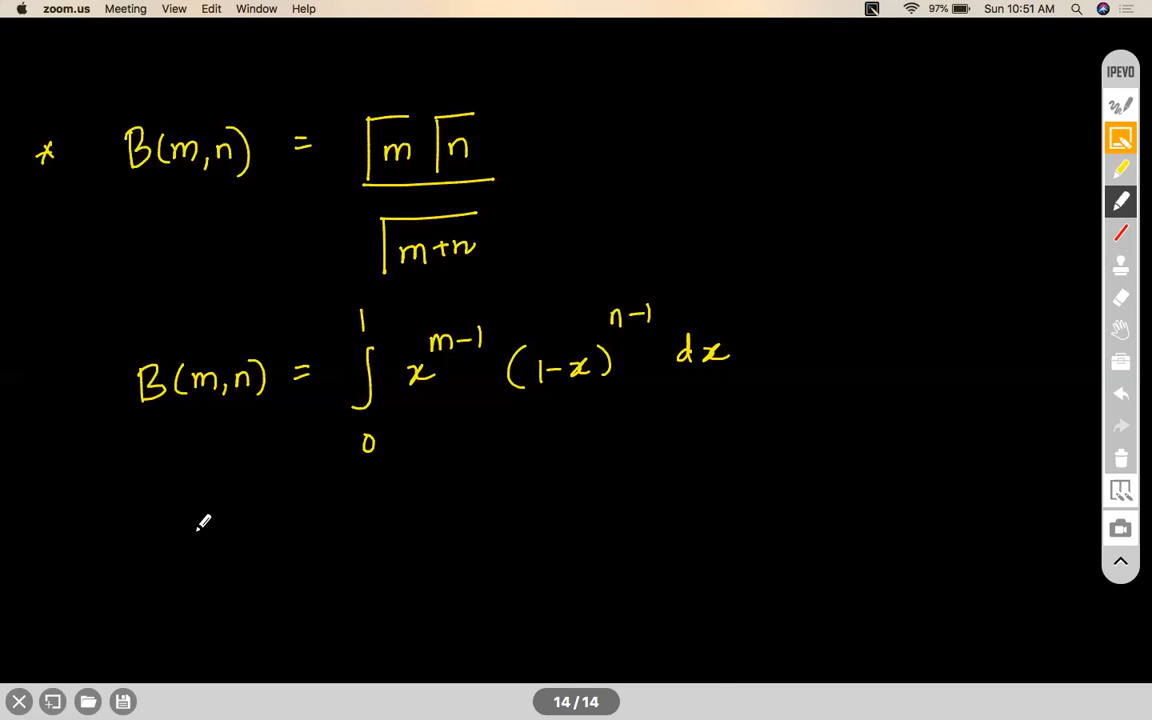 zoom.us Meeting View Edit Window Help 97% Sun 10:51 AM
IPEVO
* B(m,n) = Γm Γn / Γm+n
B(m,n) = ∫₀¹ x^(m-1) (1-x)^(n-1) dx
14 / 14